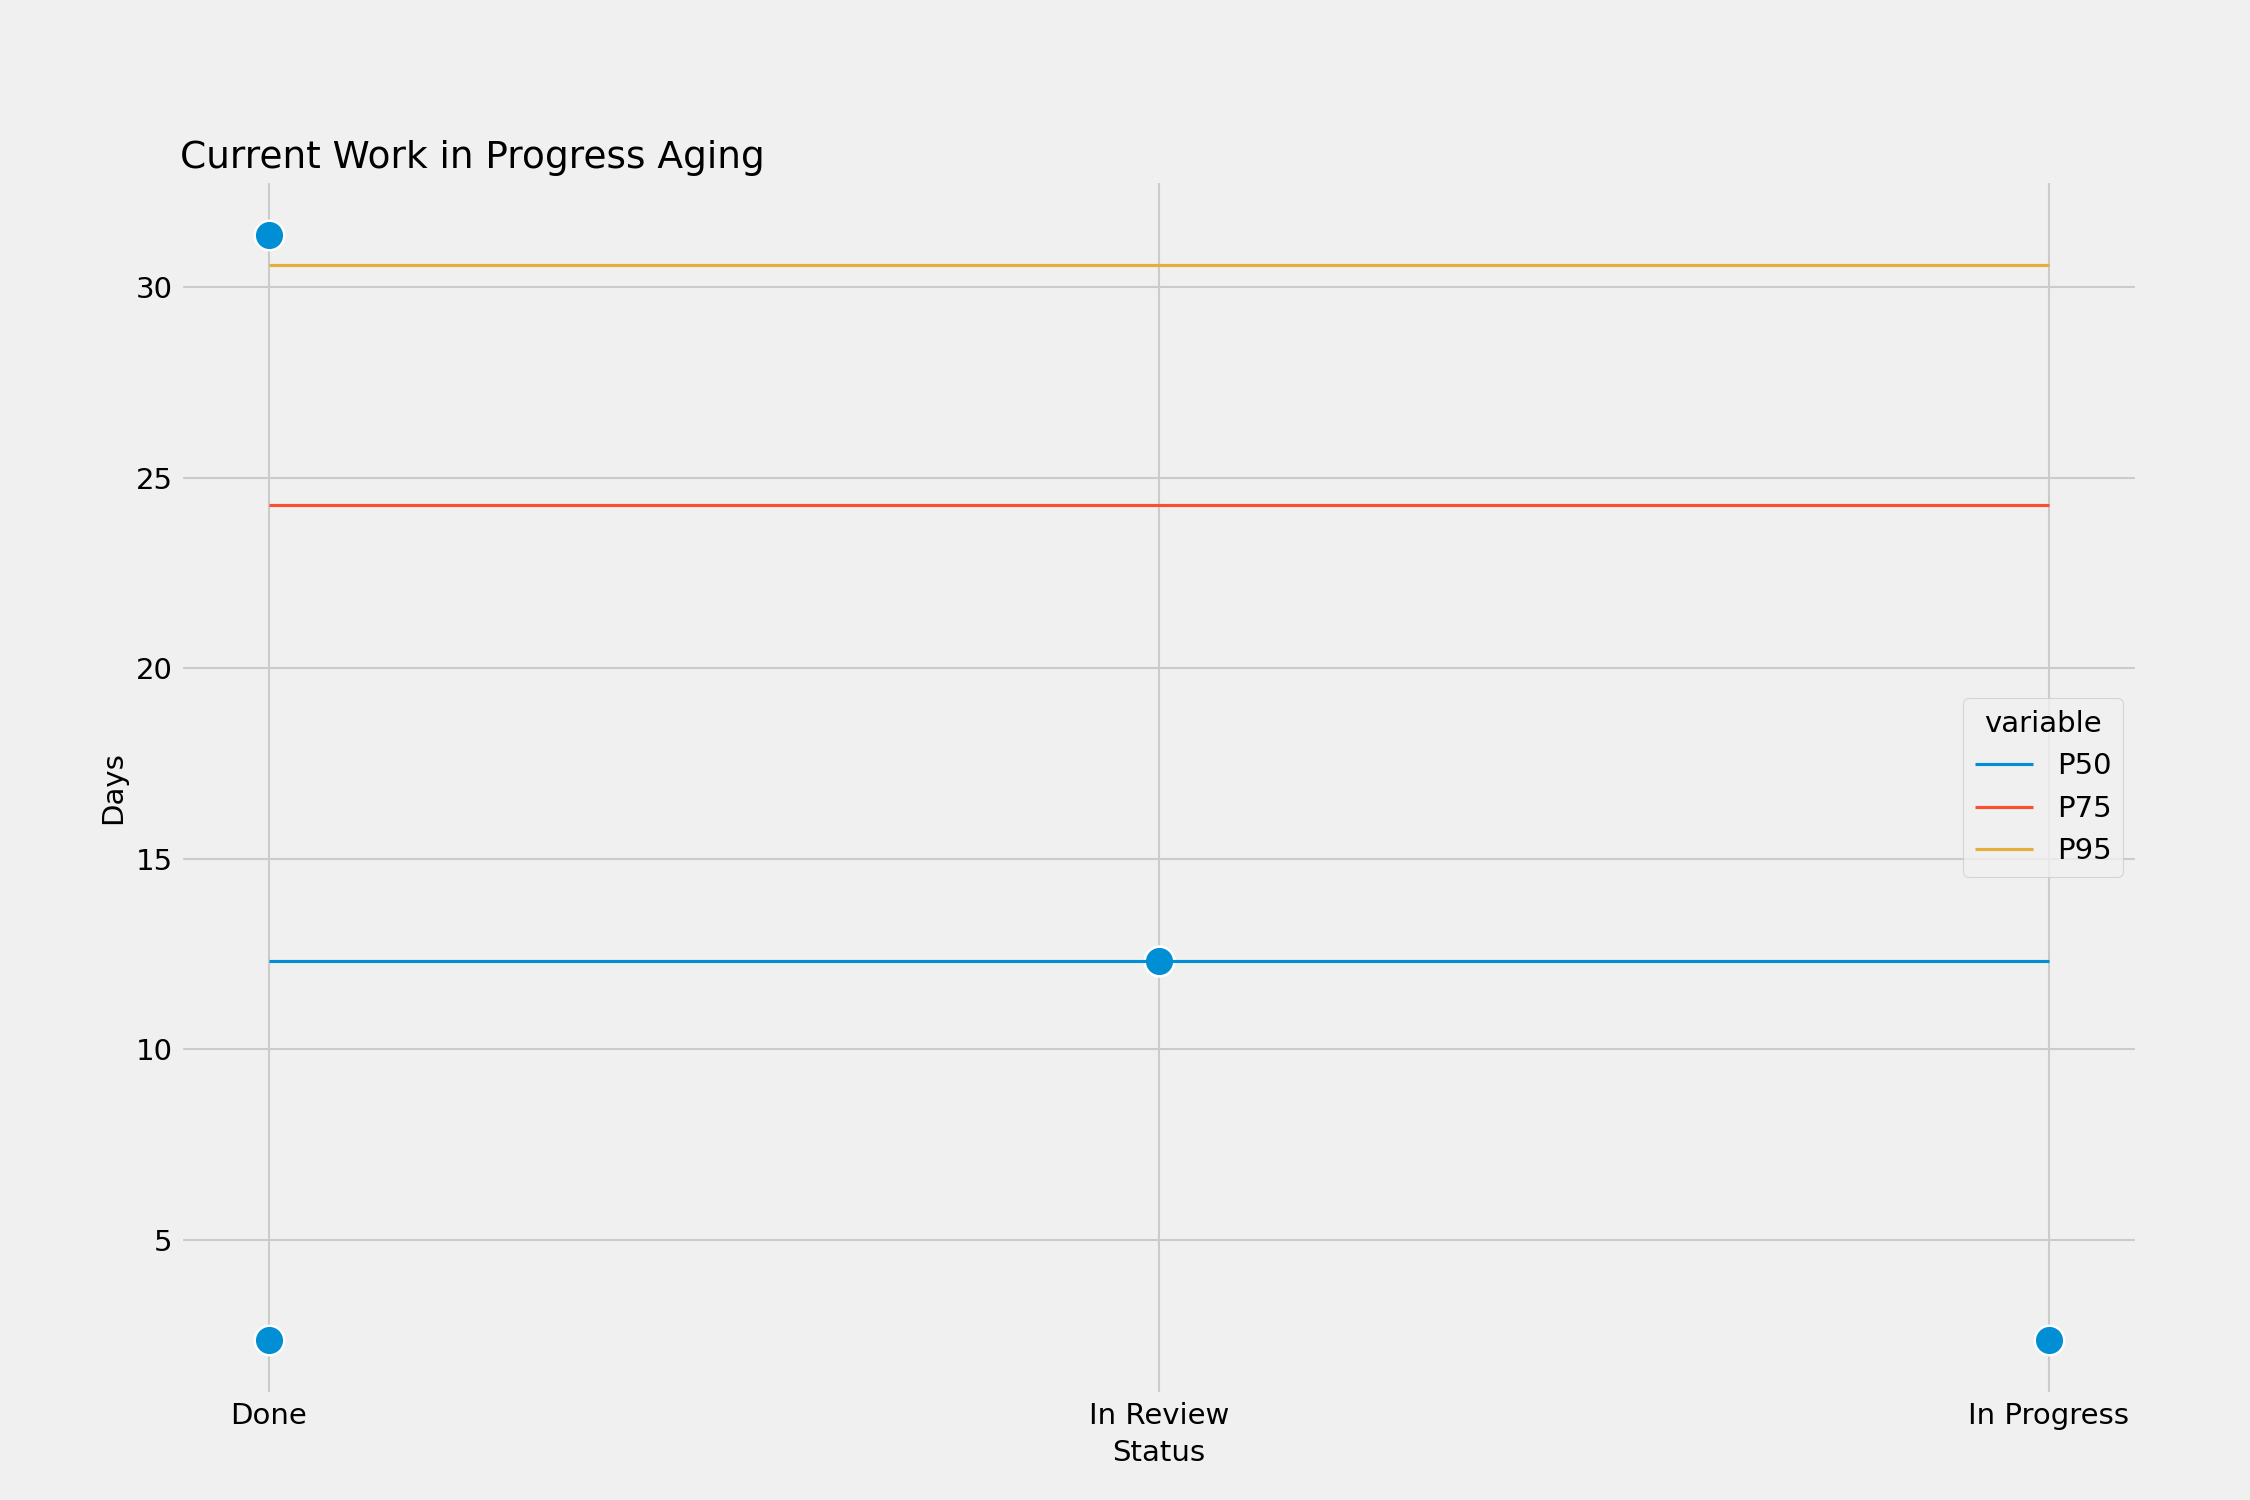 Current Work in Progress Aging
30
25
20
15
10
5
Days
variable
P50
P75
P95
Done
In Review
In Progress
Status